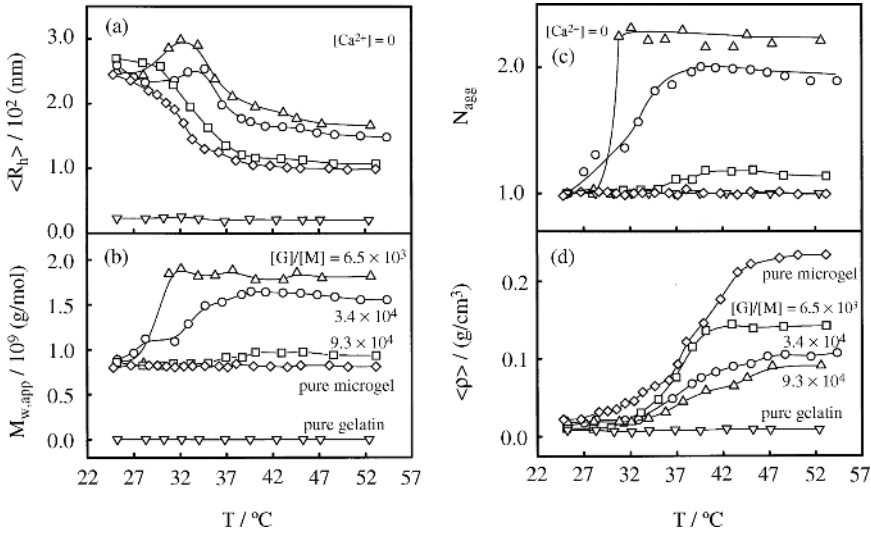 (a)
[Ca²⁺] = 0
<R_h> / 10² (nm)
3.0
2.0
1.0
0.0
(b)
[G]/[M] = 6.5 × 10³
3.4 × 10⁴
9.3 × 10⁴
pure microgel
pure gelatin
M_w,app / 10⁹ (g/mol)
2.0
1.5
1.0
0.5
0.0
22 27 32 37 42 47 52 57
T / ºC
[Ca²⁺] = 0
(c)
N_agg
2.0
1.0
(d)
pure microgel
[G]/[M] = 6.5 × 10³
3.4 × 10⁴
9.3 × 10⁴
pure gelatin
<ρ> / (g/cm³)
0.2
0.1
0.0
22 27 32 37 42 47 52 57
T / ºC